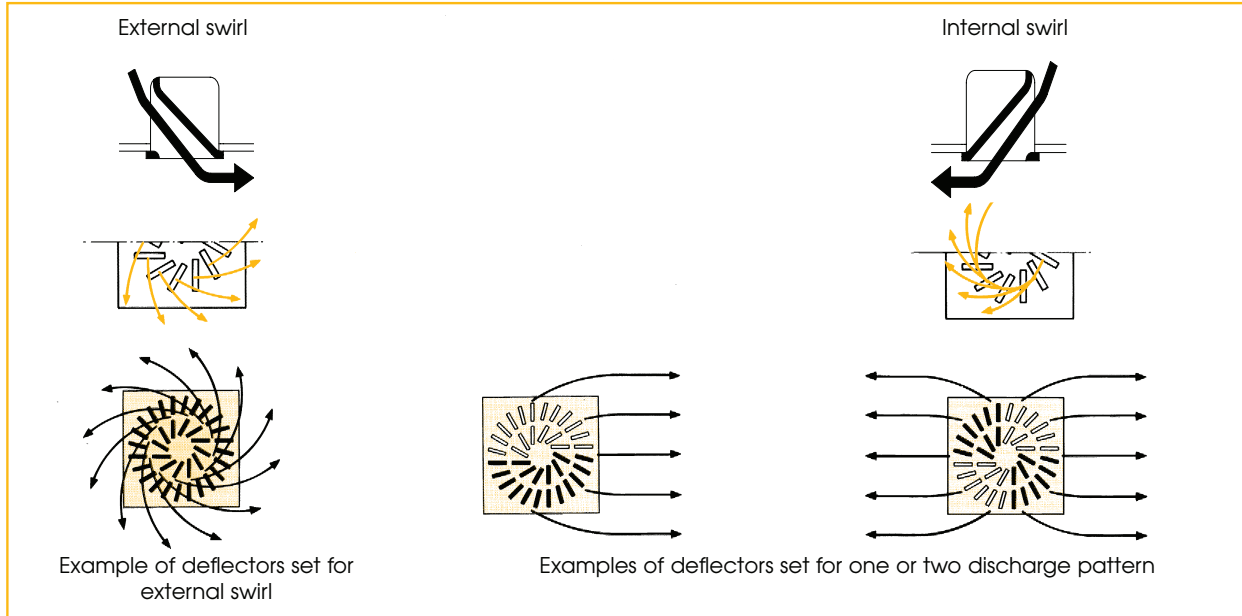 External swirl
Internal swirl
Example of deflectors set for
external swirl
Examples of deflectors set for one or two discharge pattern